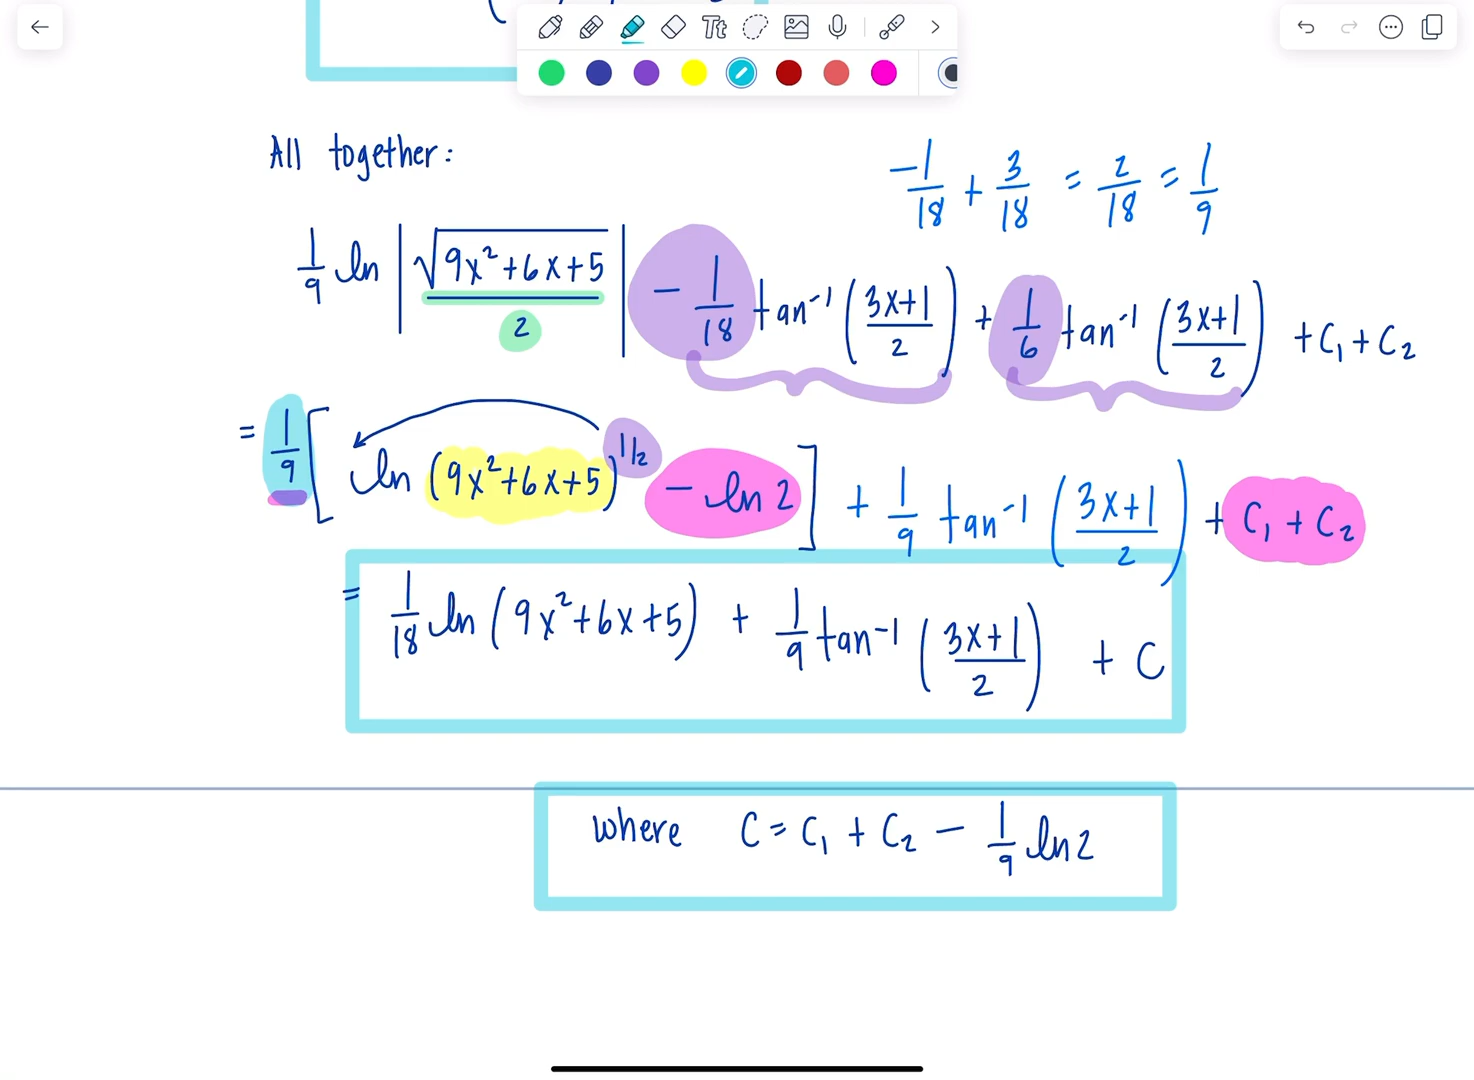 Tt
All together:
-1/18 + 3/18 = 2/18 = 1/9
1/9 ln |√(9x²+6x+5)/2| - 1/18 tan⁻¹(3x+1/2) + 1/6 tan⁻¹(3x+1/2) + C₁ + C₂
= 1/9 [ ln (9x²+6x+5)^1/2 - ln 2 ] + 1/9 tan⁻¹(3x+1/2) + C₁ + C₂
= 1/18 ln (9x²+6x+5) + 1/9 tan⁻¹(3x+1/2) + C
where C = C₁ + C₂ - 1/9 ln 2